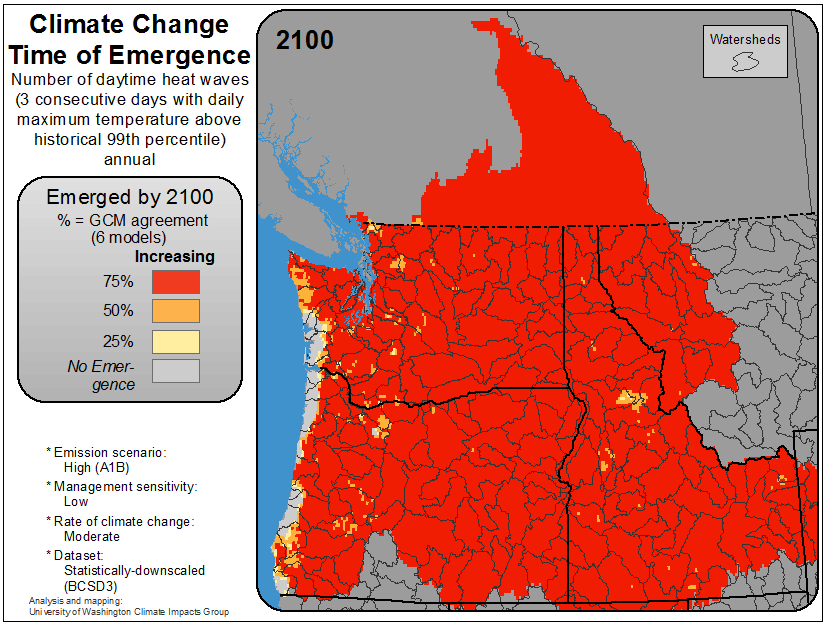 Climate Change
Time of Emergence
Number of daytime heat waves
(3 consecutive days with daily
maximum temperature above
historical 99th percentile)
annual
Emerged by 2100
% = GCM agreement
(6 models)
Increasing
75%
50%
25%
No Emer-
gence
* Emission scenario:
High (A1B)
* Management sensitivity:
Low
* Rate of climate change:
Moderate
* Dataset:
Statistically-downscaled
(BCSD3)
Analysis and mapping:
University of Washington Climate Impacts Group
2100
Watersheds